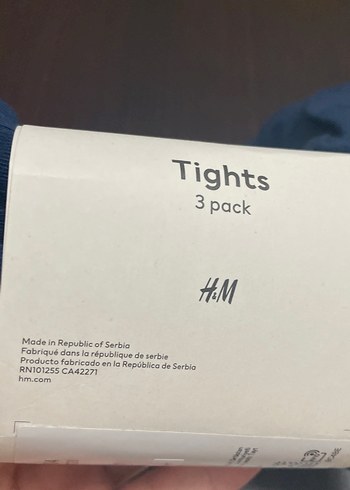 Tights
3 pack
H&M
Made in Republic of Serbia
Fabriqué dans la république de serbie
Producto fabricado en la República de Serbia
RN101255 CA42271
hm.com